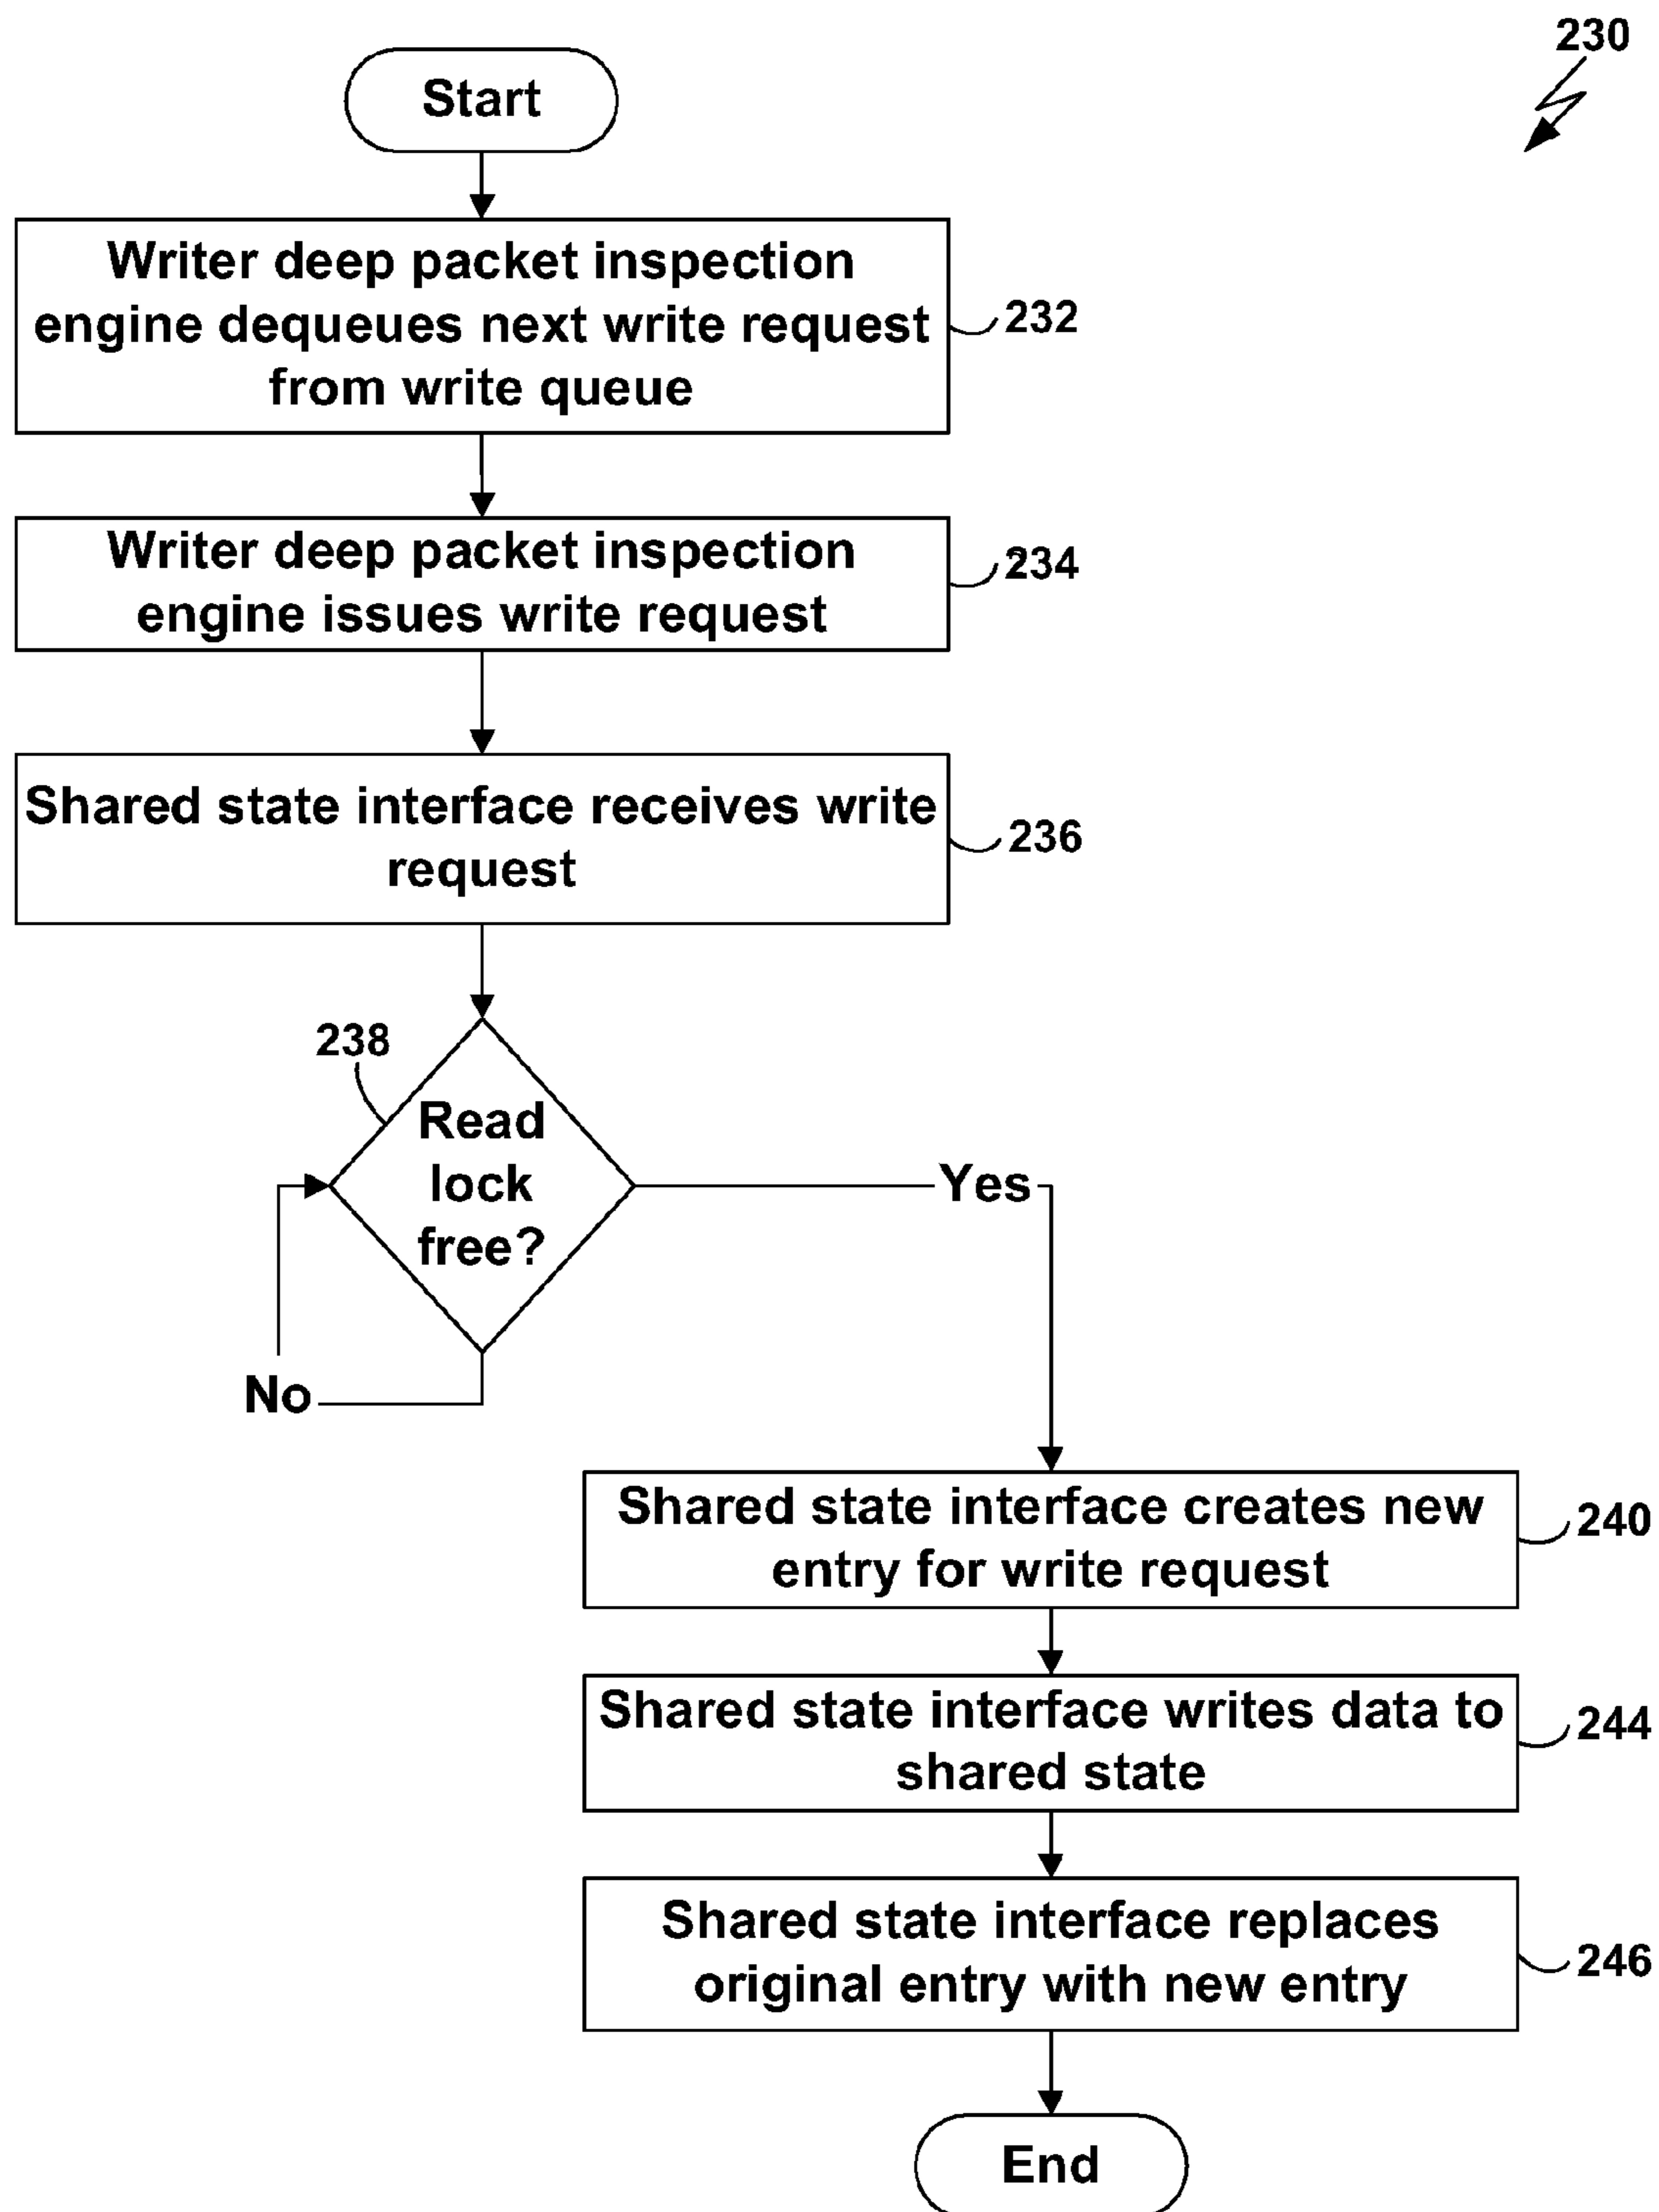 230
Start
Writer deep packet inspection
engine dequeues next write request
from write queue
232
Writer deep packet inspection
engine issues write request
234
Shared state interface receives write
request
236
238
Read
lock
free?
Yes
No
Shared state interface creates new
entry for write request
240
Shared state interface writes data to
shared state
244
Shared state interface replaces
original entry with new entry
246
End